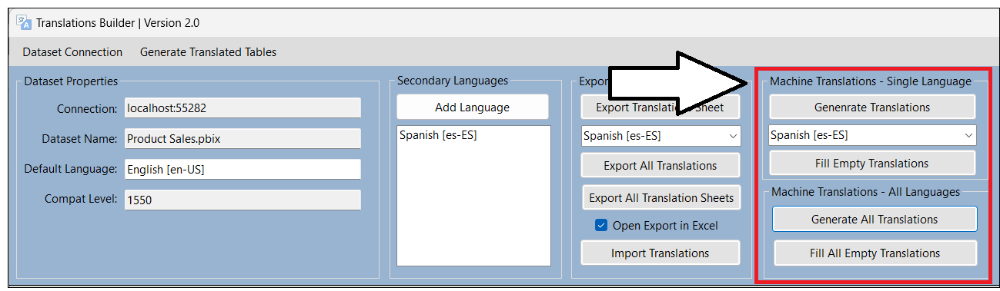 Translations Builder | Version 2.0
Dataset Connection Generate Translated Tables
Dataset Properties
Connection: localhost:55282
Dataset Name: Product Sales.pbix
Default Language: English [en-US]
Compat Level: 1550
Secondary Languages
Add Language
Spanish [es-ES]
Export Sheet
Spanish [es-ES]
Export All Translations
Export All Translation Sheets
Open Export in Excel
Import Translations
Machine Translations - Single Language
Genenrate Translations
Spanish [es-ES]
Fill Empty Translations
Machine Translations - All Languages
Generate All Translations
Fill All Empty Translations